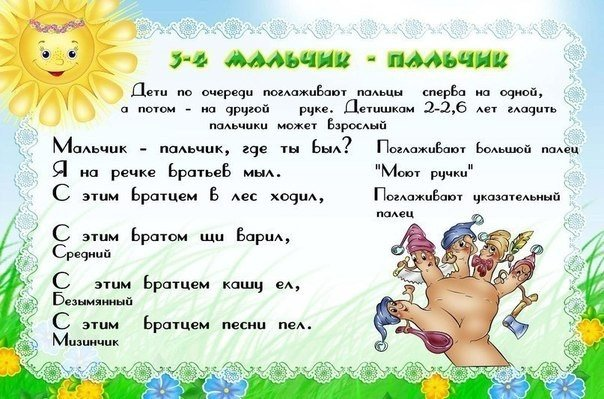 3-4 МАЛЬЧИК - ПАЛЬЧИК
Дети по очереди поглаживают пальцы сперва на одной,
а потом - на другой руке. Детишкам 2-2,6 лет гладить
пальчики может взрослый
Мальчик - пальчик, где ты был? Поглаживают большой палец
Я на речке братьев мыл. "Моют ручки"
С этим братцем в лес ходил, Поглаживают указательный
палец
С этим братом щи варил,
Средний
С этим братцем кашу ел,
Безымянный
С этим братцем песни пел.
Мизинчик